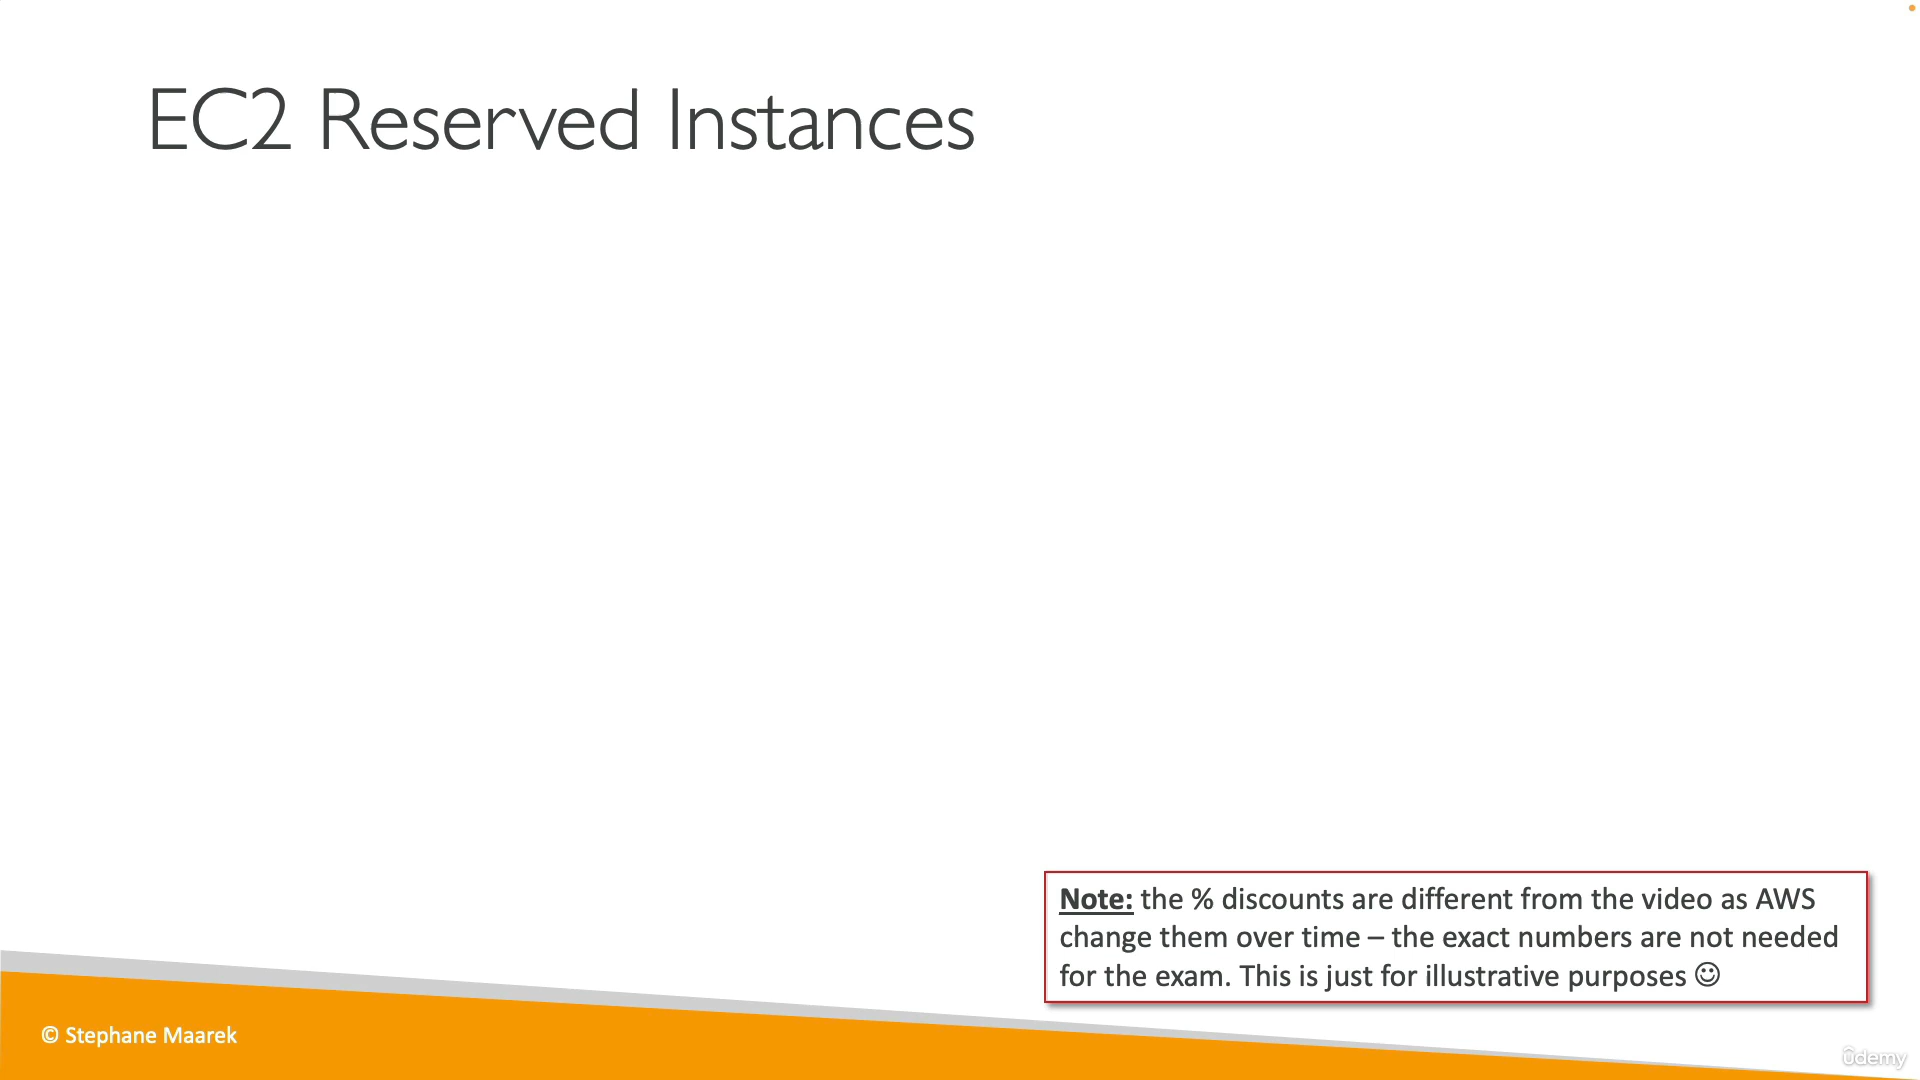 EC2 Reserved Instances
Note: the % discounts are different from the video as AWS
change them over time – the exact numbers are not needed
for the exam. This is just for illustrative purposes ☺
© Stephane Maarek
ûdemy